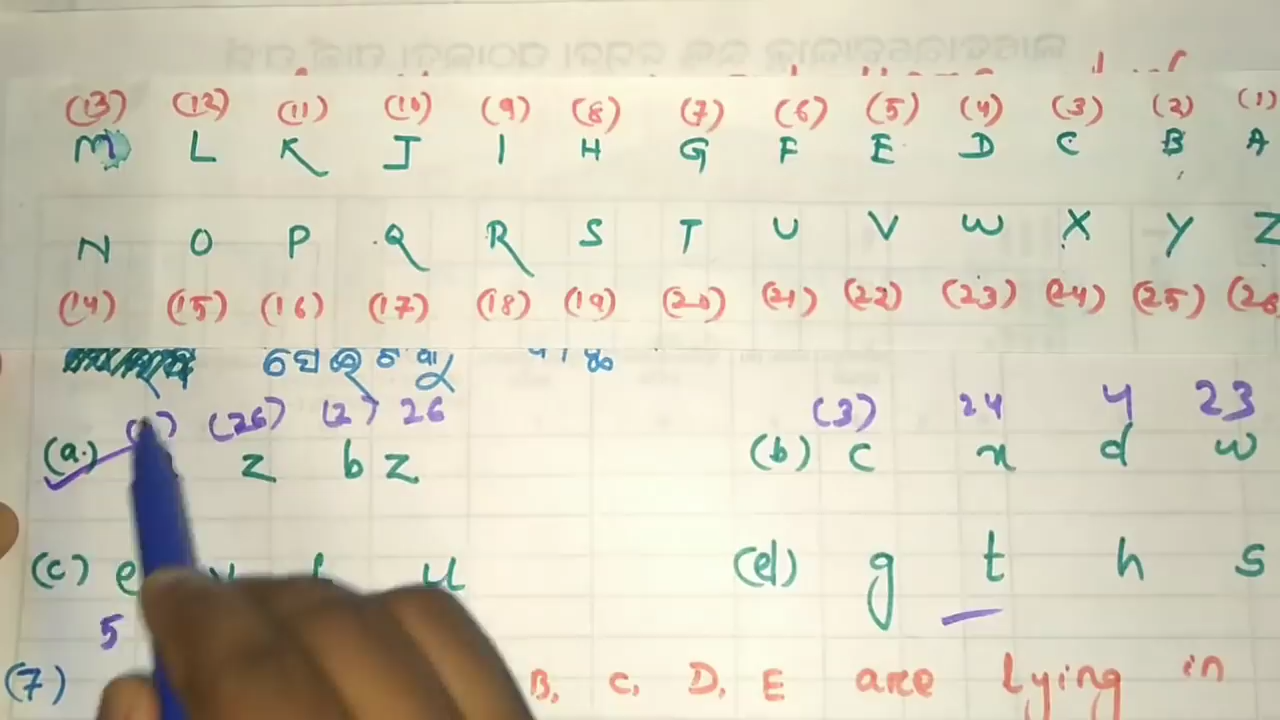 (13) (12) (11) (10) (9) (8) (7) (6) (5) (4) (3) (2) (1)
M L K J I H G F E D C B A
N O P Q R S T U V W X Y Z
(14) (15) (16) (17) (18) (19) (20) (21) (22) (23) (24) (25) (26
(26) (2) 26 (3) 24 4 23
(a.) z b z (b) c x d w
(c) e u (d) g t h s
5
(7) B, C, D, E are lying in